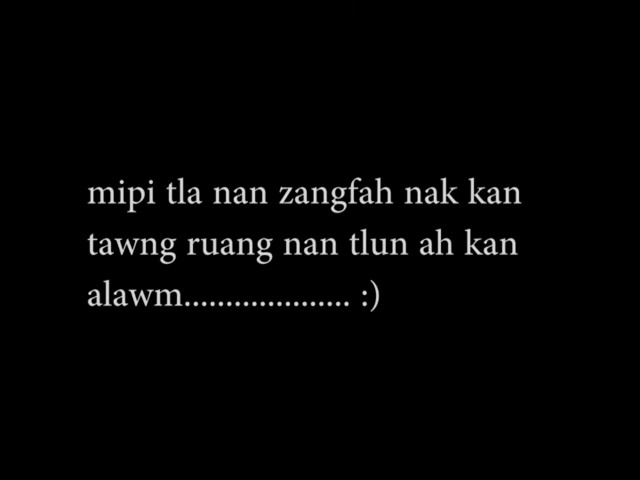 mipi tla nan zangfah nak kan
tawng ruang nan tlun ah kan
alawm.................... :)